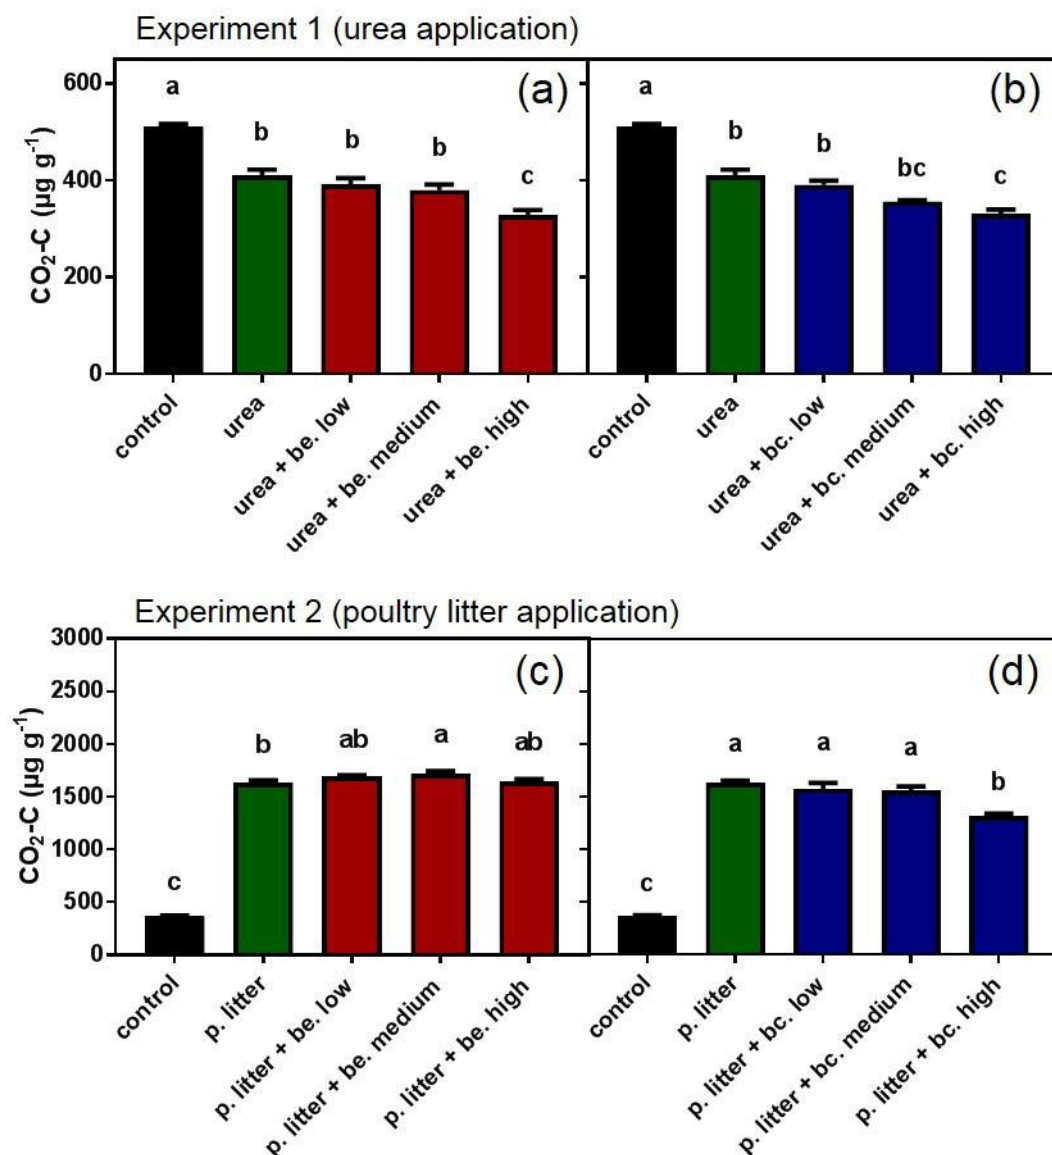 Experiment 1 (urea application)
(a)
(b)
CO₂-C (µg g⁻¹)
600
400
200
0
a
b
b
b
c
a
b
b
bc
c
control
urea
urea + be. low
urea + be. medium
urea + be. high
control
urea
urea + bc. low
urea + bc. medium
urea + bc. high
Experiment 2 (poultry litter application)
(c)
(d)
CO₂-C (µg g⁻¹)
3000
2500
2000
1500
1000
500
0
c
b
ab
a
ab
c
a
a
a
b
control
p. litter
p. litter + be. low
p. litter + be. medium
p. litter + be. high
control
p. litter
p. litter + bc. low
p. litter + bc. medium
p. litter + bc. high